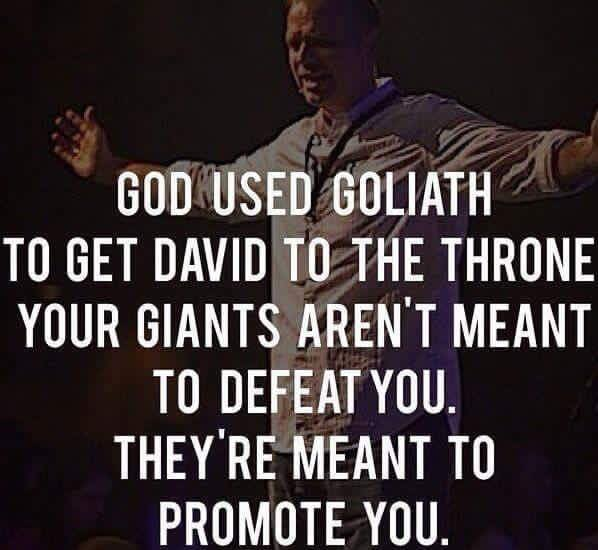 GOD USED GOLIATH
TO GET DAVID TO THE THRONE
YOUR GIANTS AREN'T MEANT
TO DEFEAT YOU.
THEY'RE MEANT TO
PROMOTE YOU.